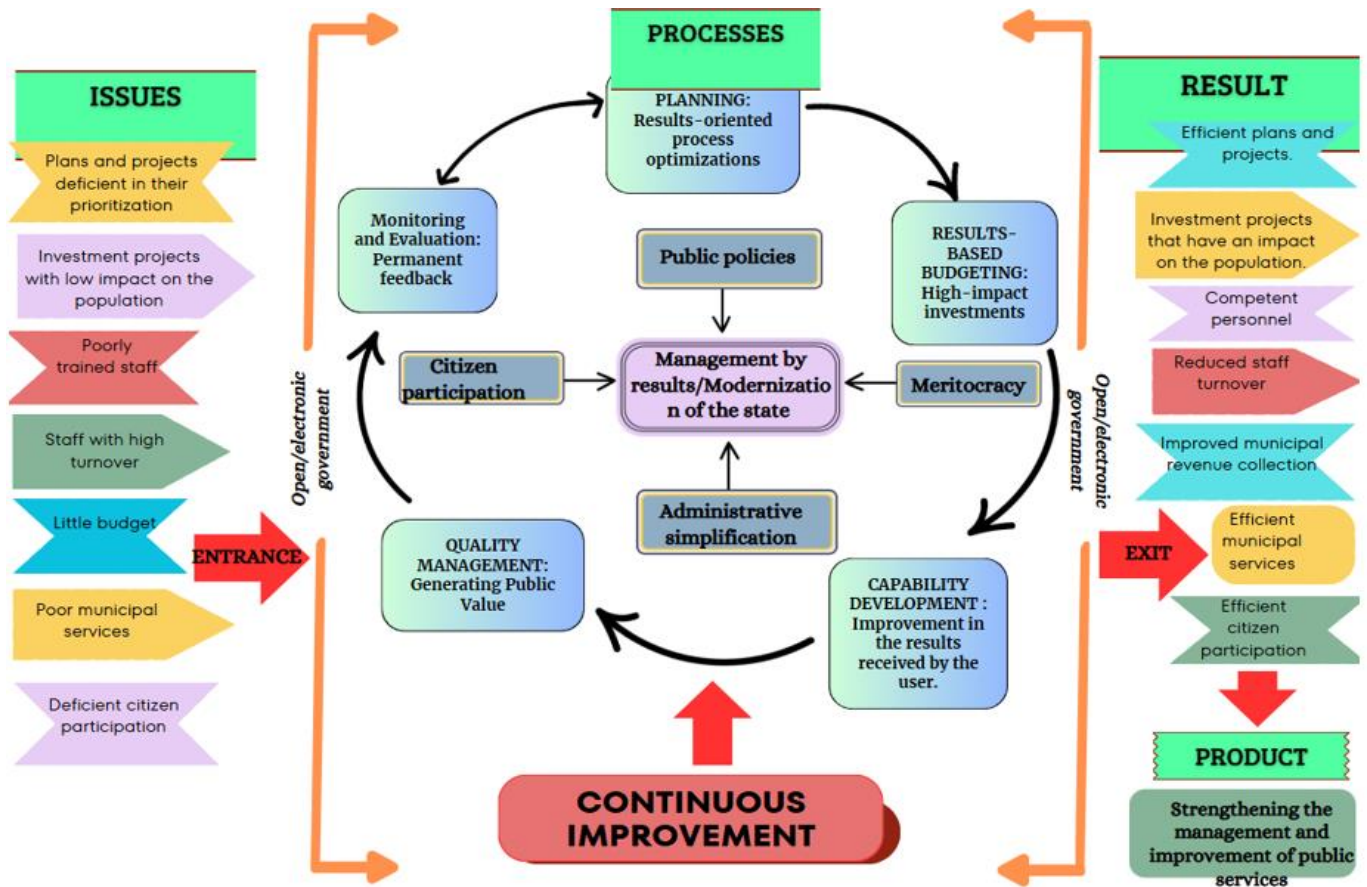 ISSUES
Plans and projects
deficient in their
prioritization
Investment projects
with low impact on the
population
Poorly
trained staff
Staff with high
turnover
Little budget
Poor municipal
services
Deficient citizen
participation
ENTRANCE
Open/electronic
government
PROCESSES
PLANNING:
Results-oriented
process
optimizations
Monitoring
and Evaluation:
Permanent
feedback
RESULTS-
BASED
BUDGETING:
High-impact
investments
Public policies
Citizen
participation
Management by
results/Modernizatio
n of the state
Meritocracy
Administrative
simplification
QUALITY
MANAGEMENT:
Generating Public
Value
CAPABILITY
DEVELOPMENT :
Improvement in
the results
received by the
user.
CONTINUOUS
IMPROVEMENT
Open/electronic
government
RESULT
Efficient plans and
projects.
Investment projects
that have an impact
on the population.
Competent
personnel
Reduced staff
turnover
Improved municipal
revenue collection
EXIT
Efficient
municipal
services
Efficient
citizen
participation
PRODUCT
Strengthening the
management and
improvement of public
services